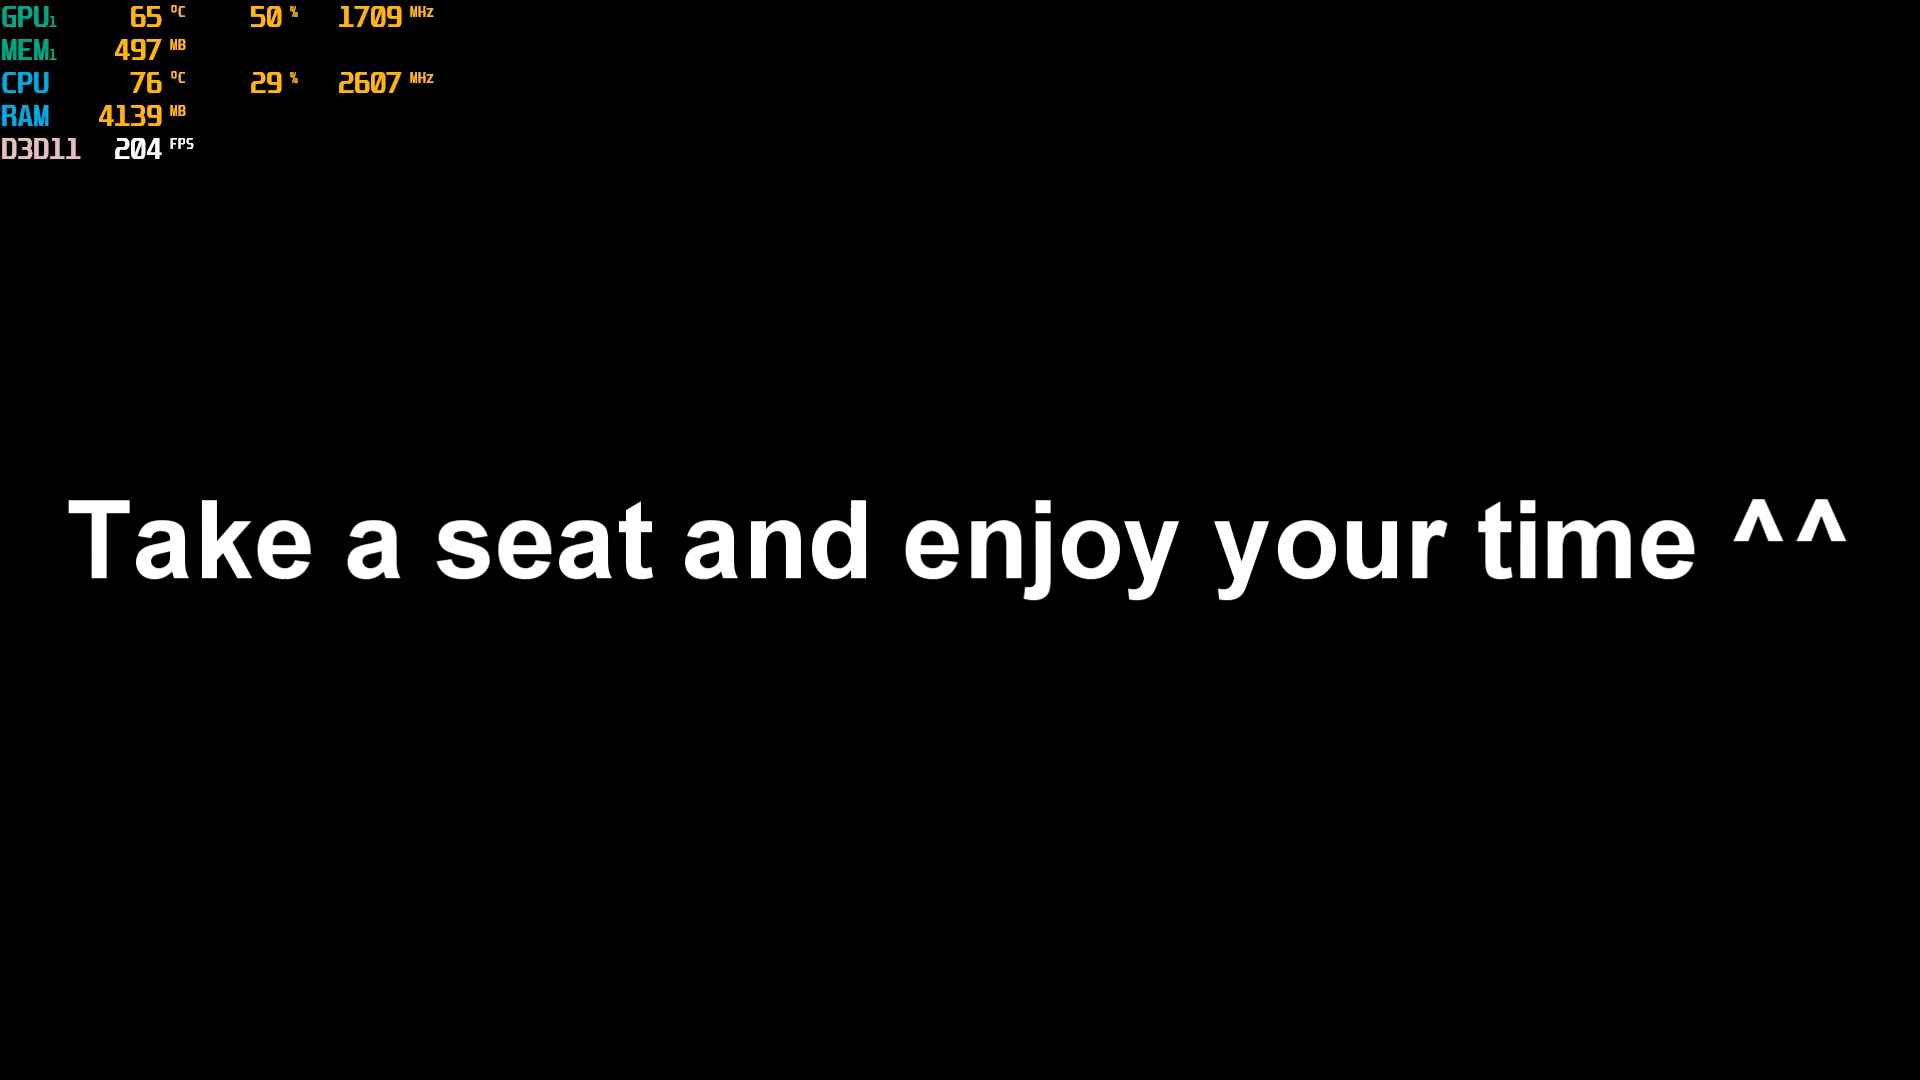 GPU1 65 °C 50 % 1709 MHz
MEM1 497 MB
CPU 76 °C 29 % 2607 MHz
RAM 4139 MB
D3D11 204 FPS
Take a seat and enjoy your time ^^